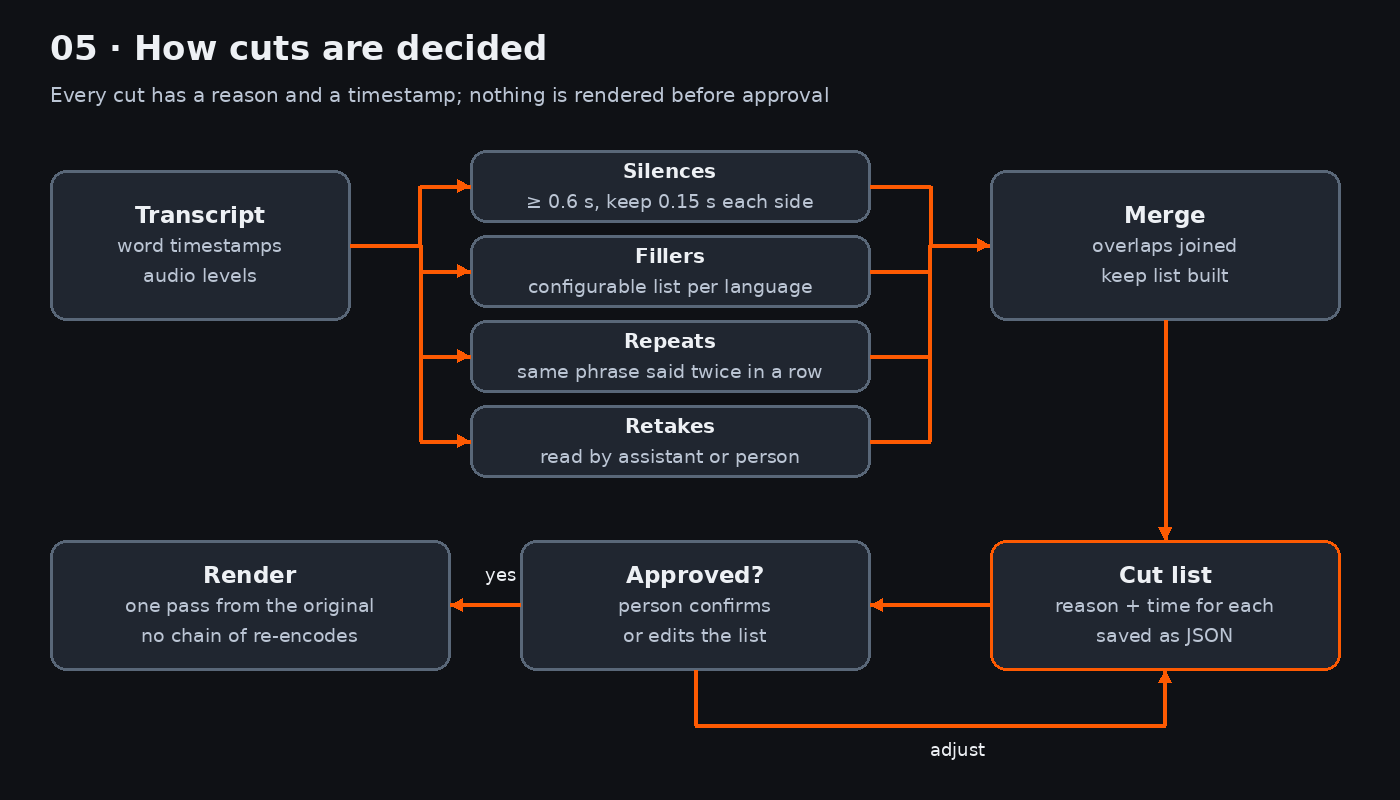 05 · How cuts are decided
Every cut has a reason and a timestamp; nothing is rendered before approval
Transcript
word timestamps
audio levels
Silences
≥ 0.6 s, keep 0.15 s each side
Fillers
configurable list per language
Repeats
same phrase said twice in a row
Retakes
read by assistant or person
Merge
overlaps joined
keep list built
Render
one pass from the original
no chain of re-encodes
yes
Approved?
person confirms
or edits the list
Cut list
reason + time for each
saved as JSON
adjust